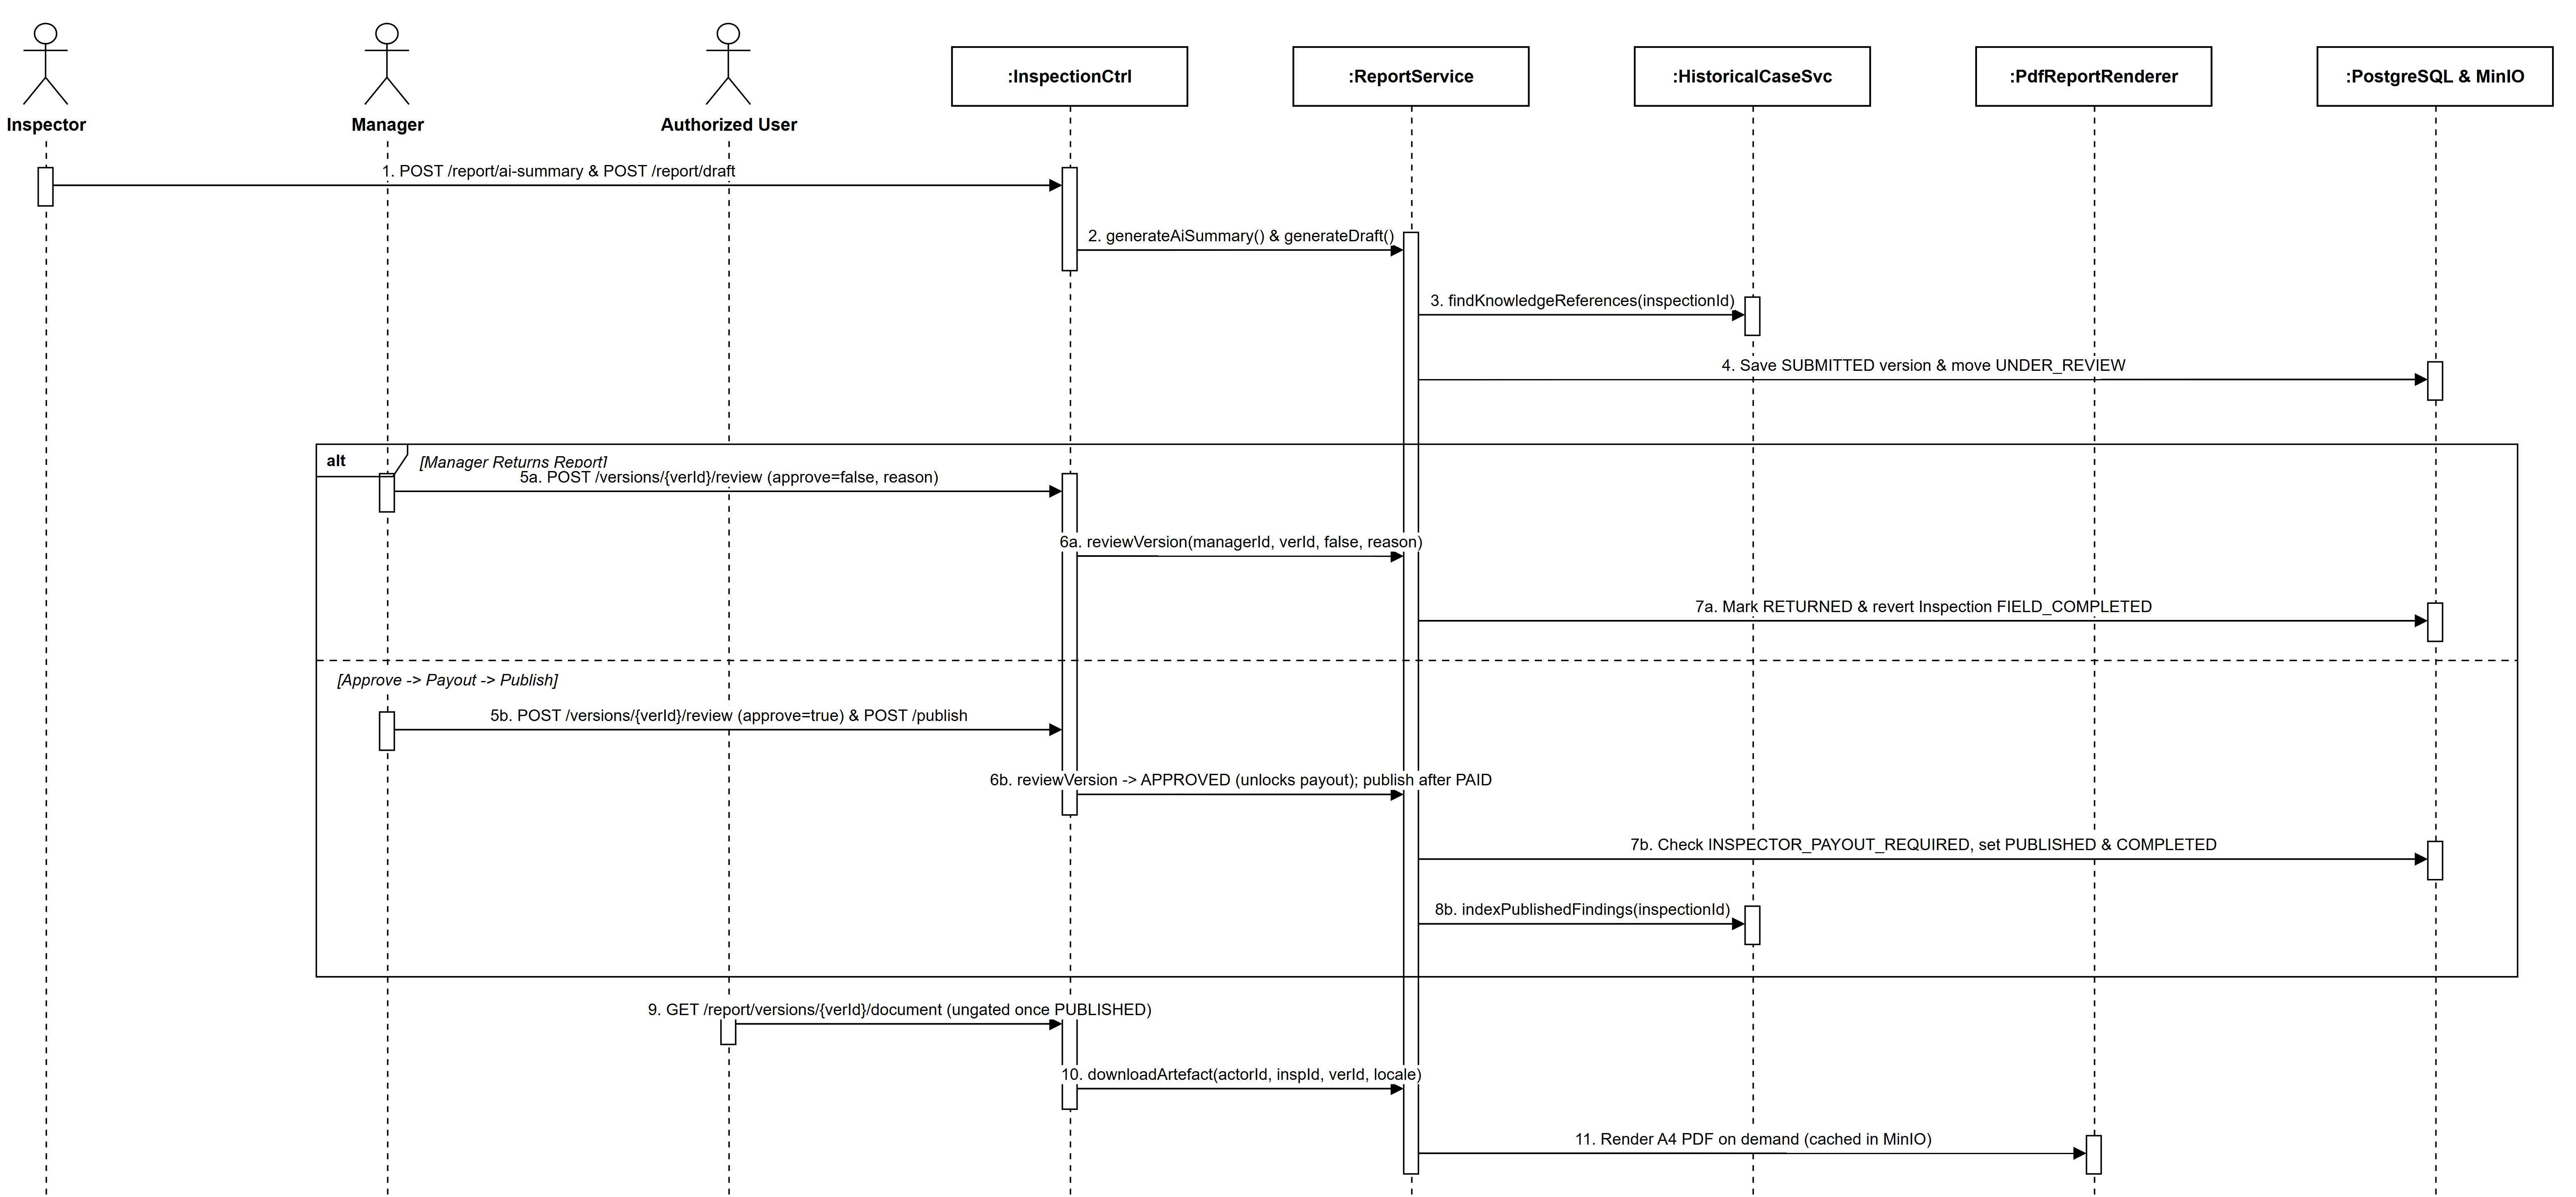 Inspector
Manager
Authorized User
:InspectionCtrl
:ReportService
:HistoricalCaseSvc
:PdfReportRenderer
:PostgreSQL & MinIO
1. POST /report/ai-summary & POST /report/draft
2. generateAiSummary() & generateDraft()
3. findKnowledgeReferences(inspectionId)
4. Save SUBMITTED version & move UNDER_REVIEW
alt
[Manager Returns Report]
5a. POST /versions/{verId}/review (approve=false, reason)
6a. reviewVersion(managerId, verId, false, reason)
7a. Mark RETURNED & revert Inspection FIELD_COMPLETED
[Approve -> Payout -> Publish]
5b. POST /versions/{verId}/review (approve=true) & POST /publish
6b. reviewVersion -> APPROVED (unlocks payout); publish after PAID
7b. Check INSPECTOR_PAYOUT_REQUIRED, set PUBLISHED & COMPLETED
8b. indexPublishedFindings(inspectionId)
9. GET /report/versions/{verId}/document (ungated once PUBLISHED)
10. downloadArtefact(actorId, inspId, verId, locale)
11. Render A4 PDF on demand (cached in MinIO)